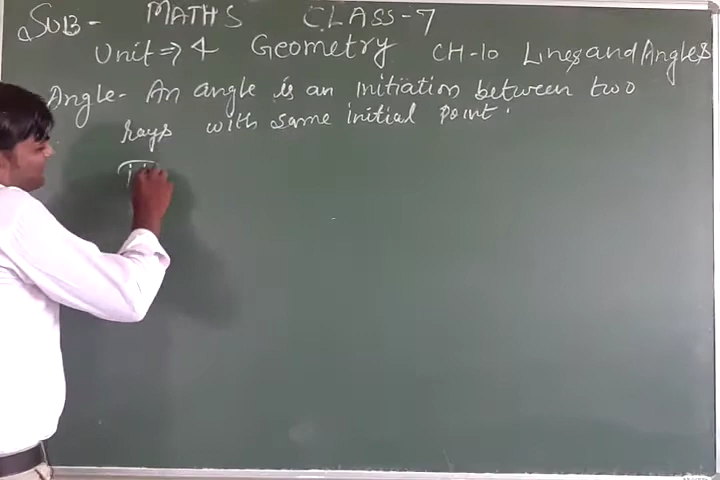 SUB- MATHS CLASS-7
Unit ⇒ 4 Geometry CH-10 Lines and Angles
Angle- An angle is an initiation between two
rays with same initial point.